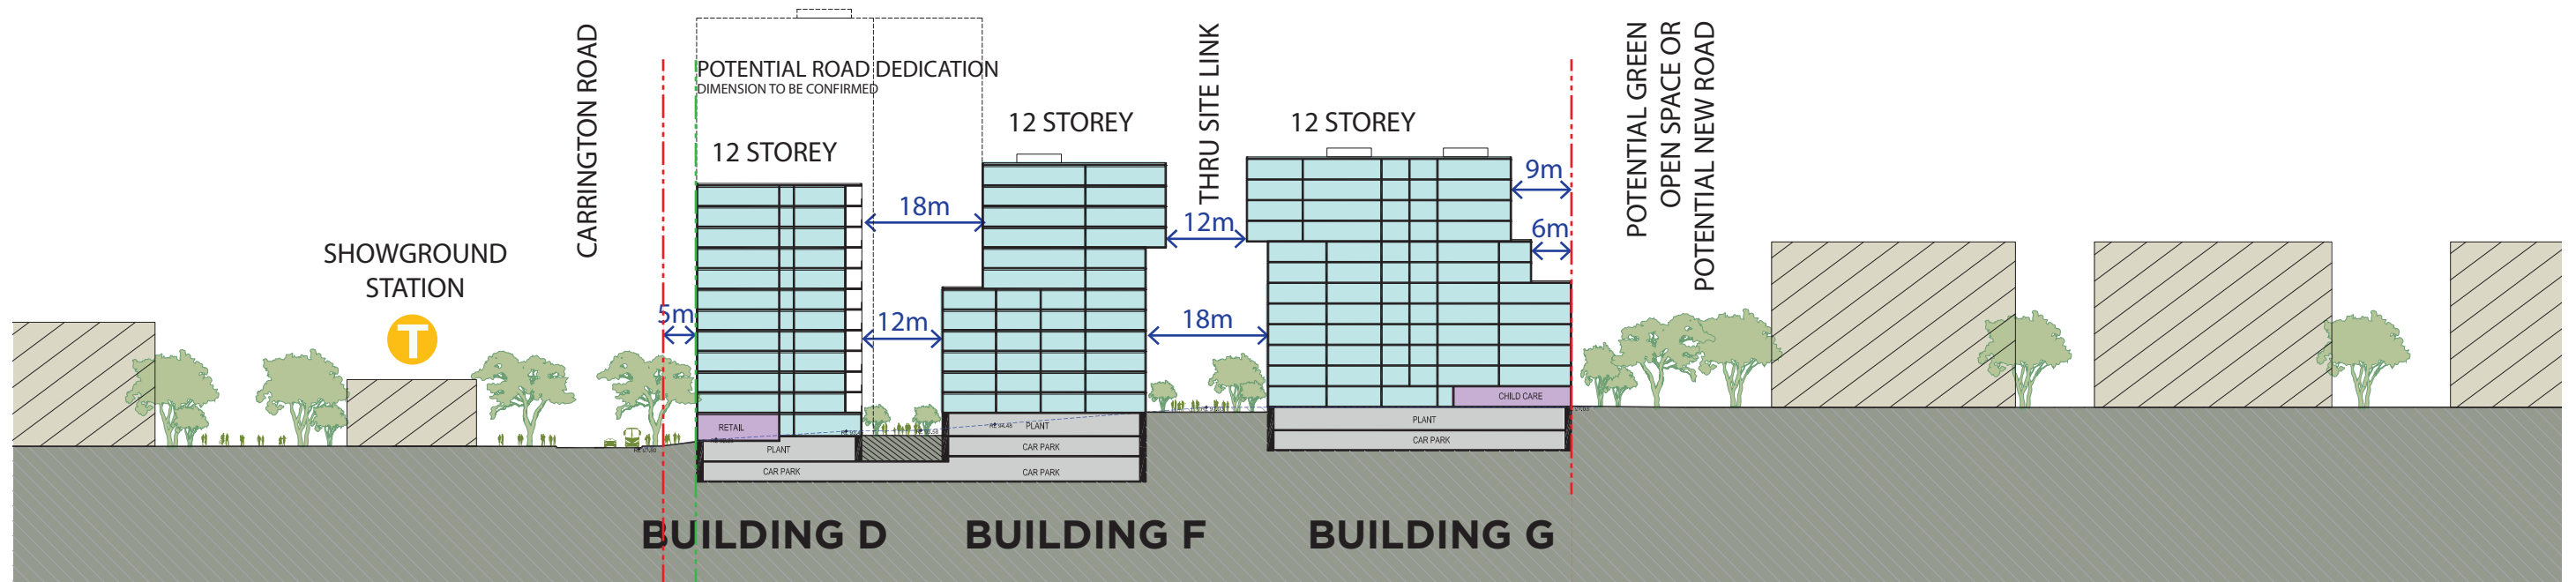 CARRINGTON ROAD
POTENTIAL ROAD DEDICATION
DIMENSION TO BE CONFIRMED
THRU SITE LINK
POTENTIAL GREEN
OPEN SPACE OR
POTENTIAL NEW ROAD
12 STOREY
12 STOREY
12 STOREY
9m
18m
12m
6m
SHOWGROUND
STATION
T
5m
12m
18m
RETAIL
CHILD CARE
PLANT
PLANT
PLANT
CAR PARK
CAR PARK
CAR PARK
CAR PARK
BUILDING D
BUILDING F
BUILDING G